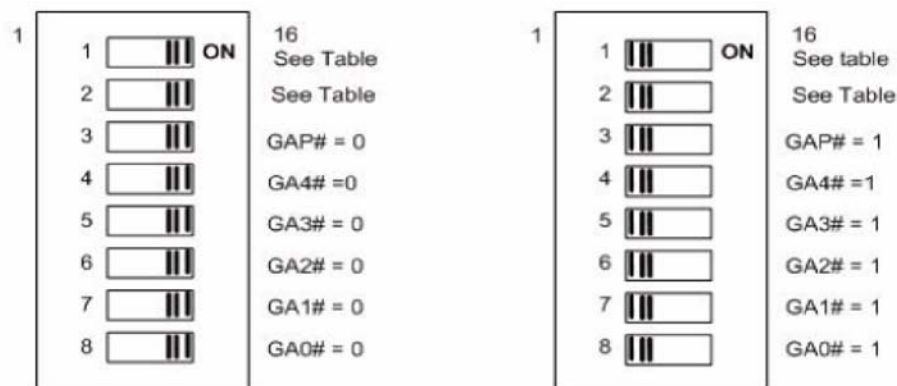 1 16 1 16
1 ON See Table 1 ON See table
2 See Table 2 See Table
3 GAP# = 0 3 GAP# = 1
4 GA4# =0 4 GA4# =1
5 GA3# = 0 5 GA3# = 1
6 GA2# = 0 6 GA2# = 1
7 GA1# = 0 7 GA1# = 1
8 GA0# = 0 8 GA0# = 1